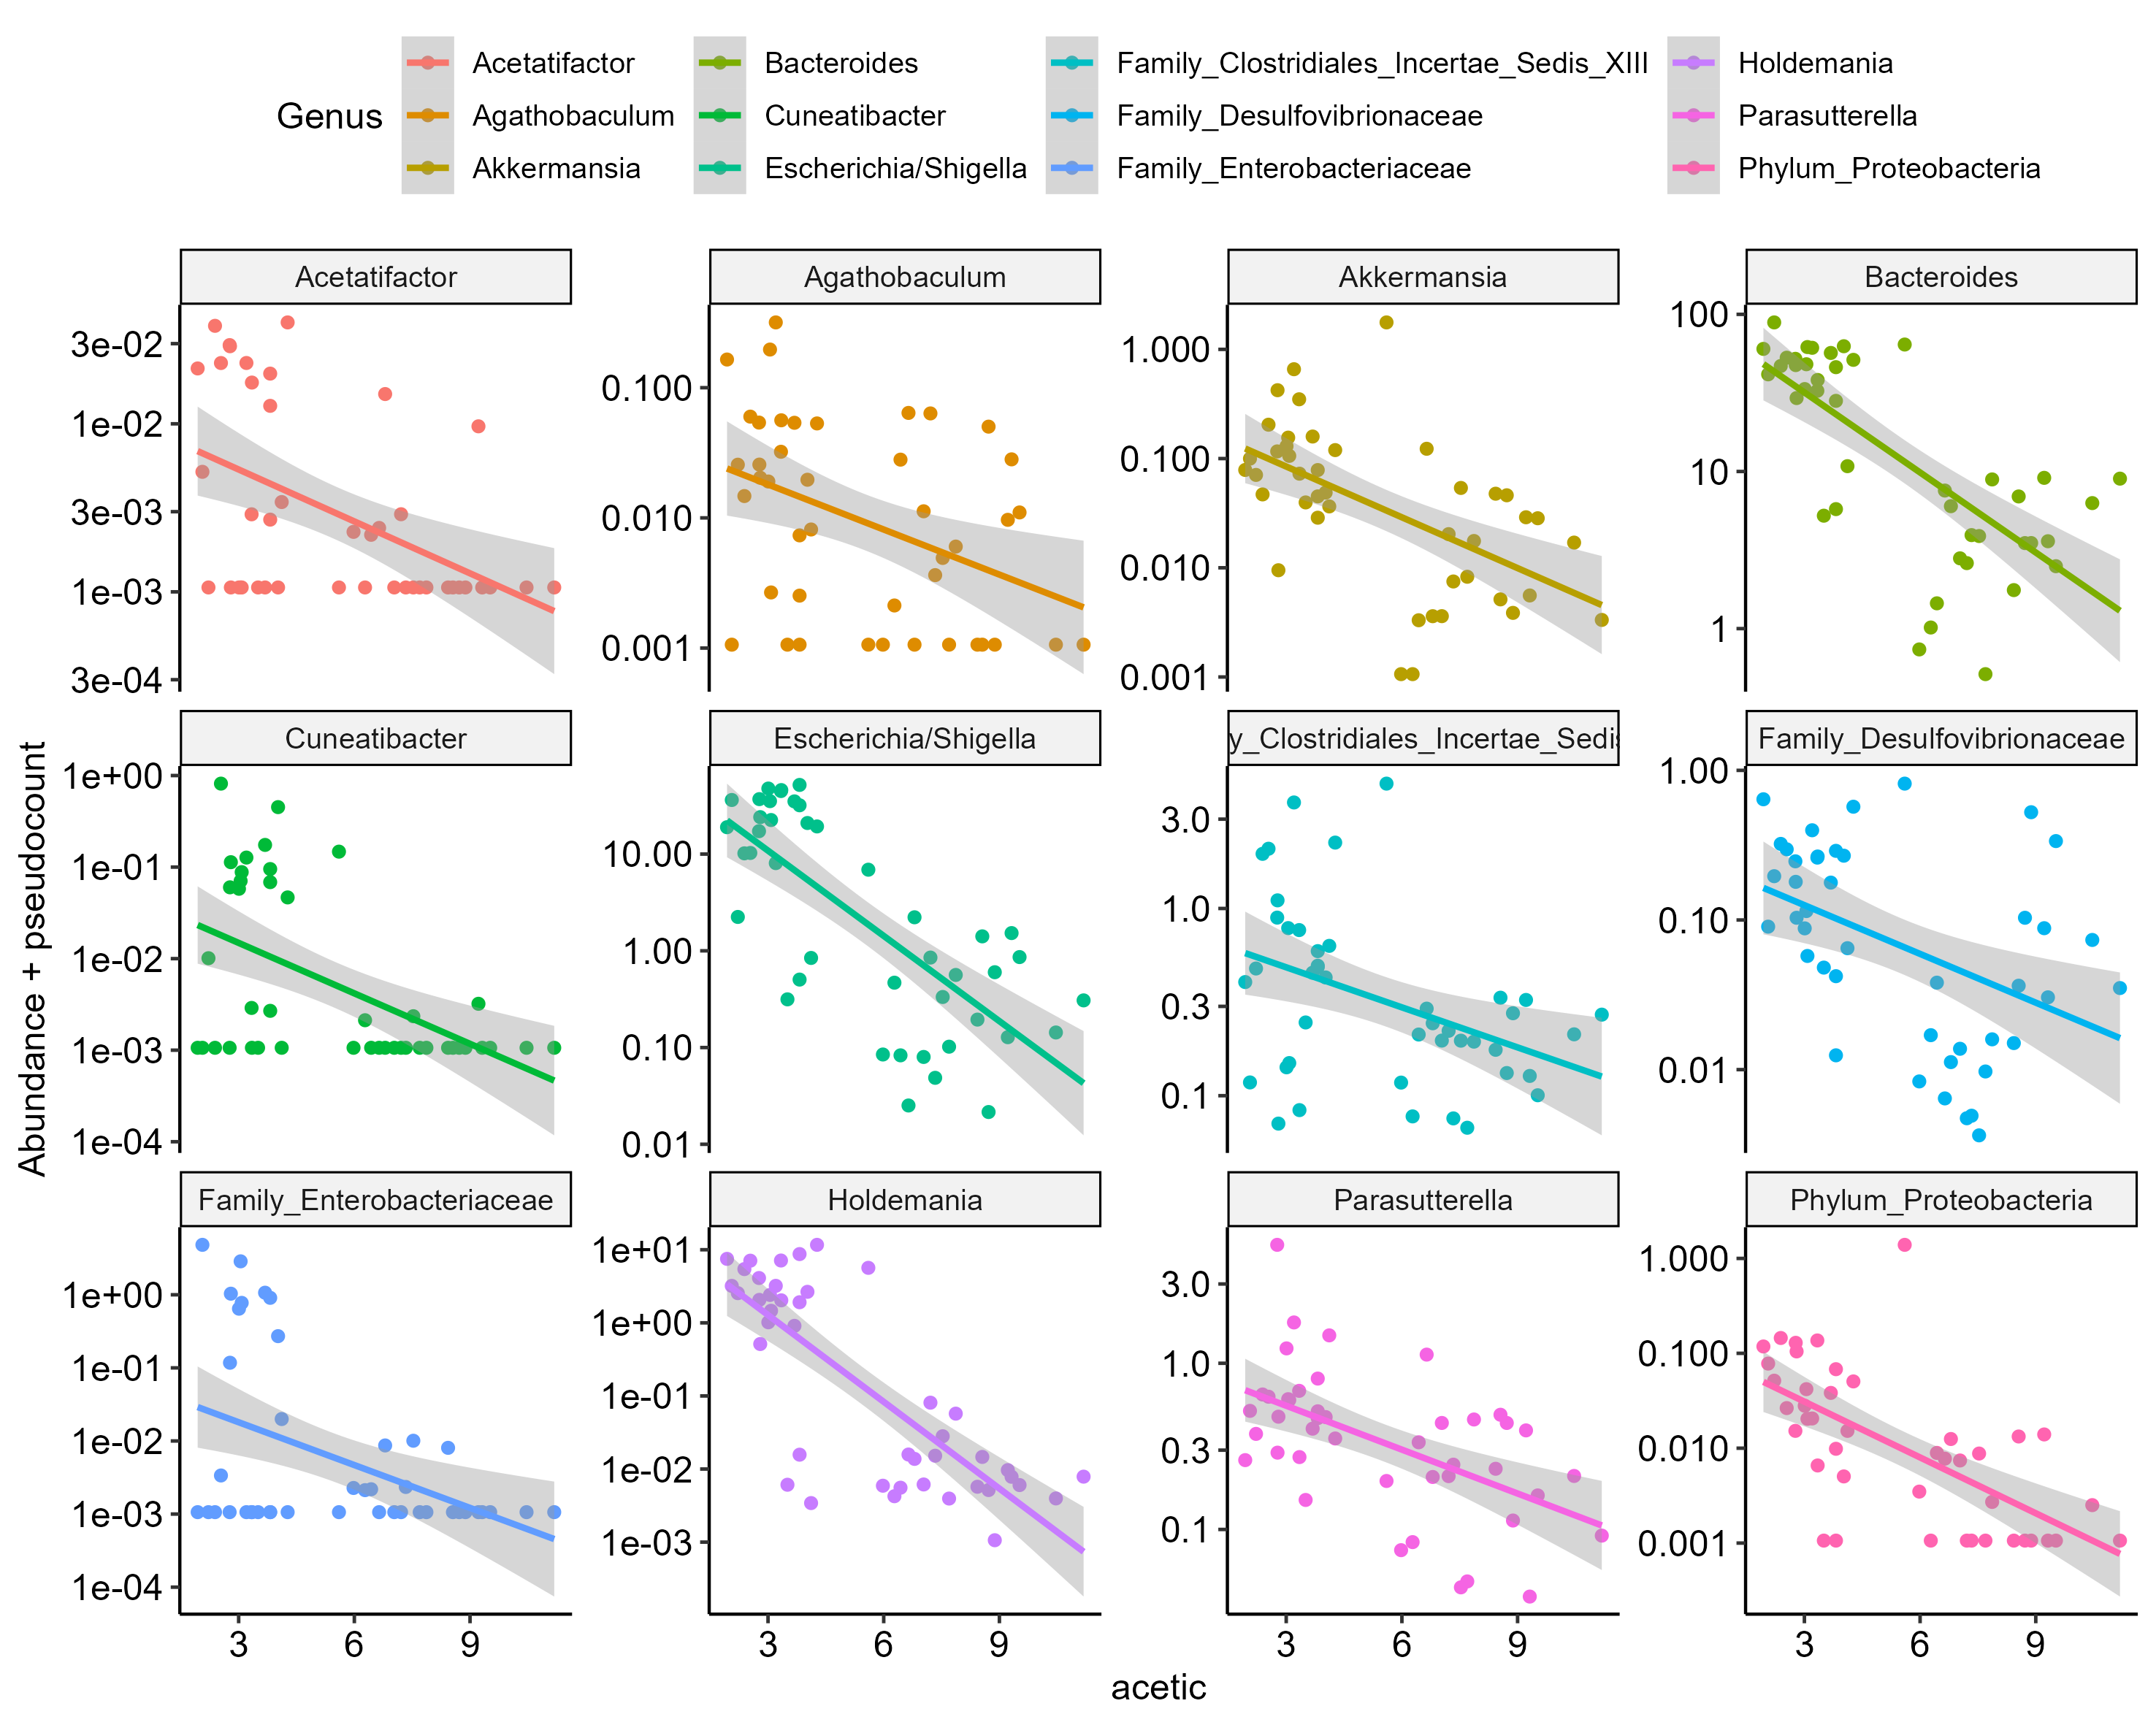 Genus
Acetatifactor
Agathobaculum
Akkermansia
Bacteroides
Cuneatibacter
Escherichia/Shigella
Family_Clostridiales_Incertae_Sedis_XIII
Family_Desulfovibrionaceae
Family_Enterobacteriaceae
Holdemania
Parasutterella
Phylum_Proteobacteria
Abundance + pseudocount
Acetatifactor
3e-02
1e-02
3e-03
1e-03
3e-04
Agathobaculum
0.100
0.010
0.001
Akkermansia
1.000
0.100
0.010
0.001
Bacteroides
100
10
1
Cuneatibacter
1e+00
1e-01
1e-02
1e-03
1e-04
Escherichia/Shigella
10.00
1.00
0.10
0.01
y_Clostridiales_Incertae_Sedis
3.0
1.0
0.3
0.1
Family_Desulfovibrionaceae
1.00
0.10
0.01
Family_Enterobacteriaceae
1e+00
1e-01
1e-02
1e-03
1e-04
3 6 9
Holdemania
1e+01
1e+00
1e-01
1e-02
1e-03
3 6 9
Parasutterella
3.0
1.0
0.3
0.1
3 6 9
Phylum_Proteobacteria
1.000
0.100
0.010
0.001
3 6 9
acetic